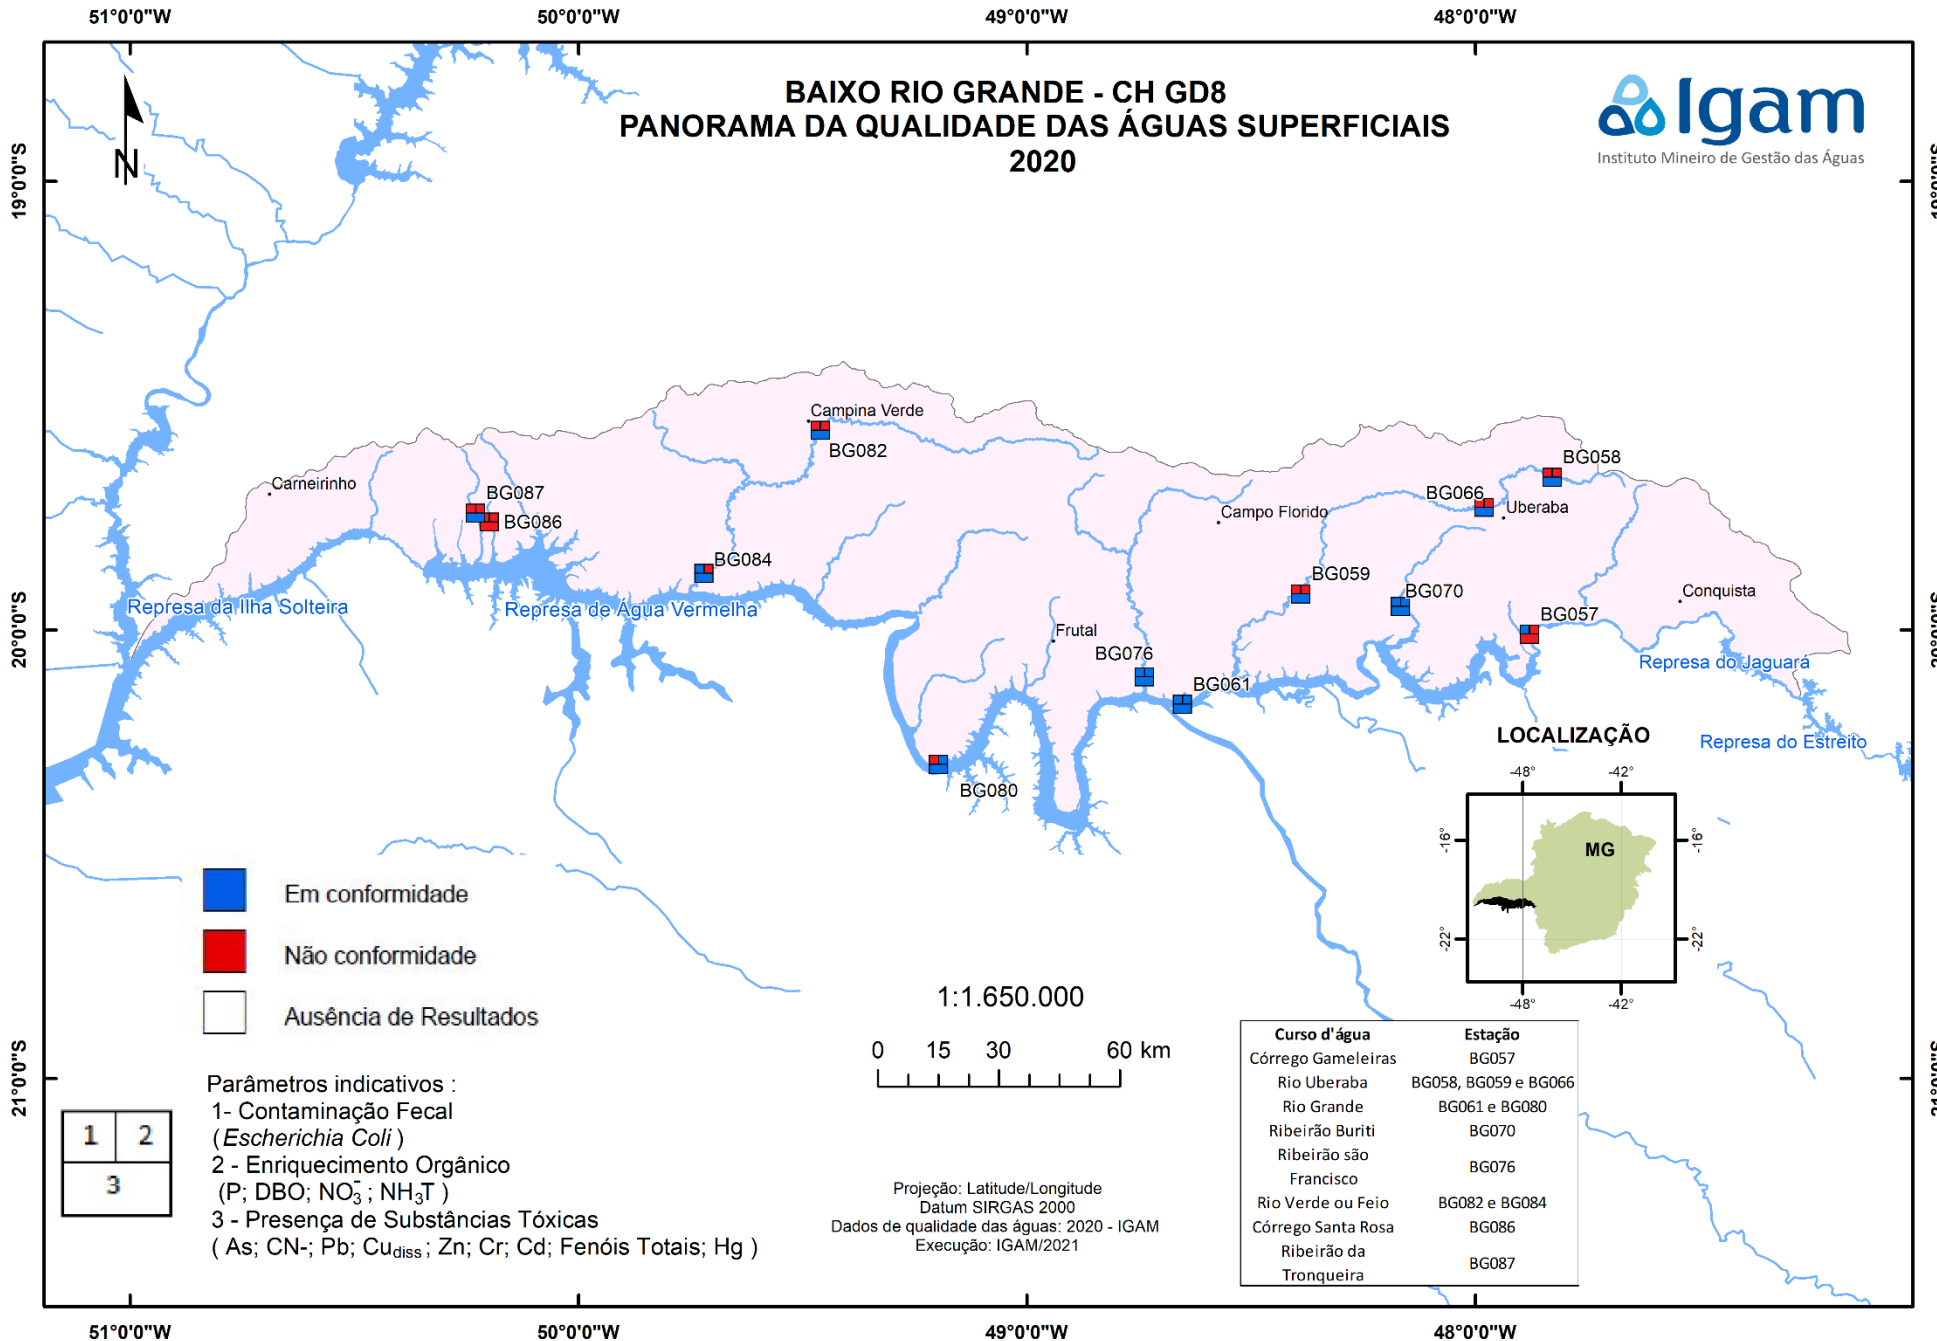 51°0'0"W 50°0'0"W 49°0'0"W 48°0'0"W
BAIXO RIO GRANDE - CH GD8
PANORAMA DA QUALIDADE DAS ÁGUAS SUPERFICIAIS
2020
Igam
Instituto Mineiro de Gestão das Águas
N
19°0'0"S
20°0'0"S
21°0'0"S
Campina Verde
BG082
BG058
Carneirinho
BG087
BG086
BG066
Uberaba
Campo Florido
BG084
BG059
BG070
Conquista
Represa da Ilha Solteira
Represa de Água Vermelha
BG057
Frutal
BG076
Represa do Jaguará
BG061
Represa do Estreito
BG080
LOCALIZAÇÃO
-48° -42°
-16° MG -16°
-22° -22°
-48° -42°
Em conformidade
Não conformidade
Ausência de Resultados
1:1.650.000
0 15 30 60 km
Parâmetros indicativos :
1- Contaminação Fecal
(Escherichia Coli )
2 - Enriquecimento Orgânico
(P; DBO; NO₃⁻; NH₃T )
3 - Presença de Substâncias Tóxicas
( As; CN-; Pb; Cudiss ; Zn; Cr; Cd; Fenóis Totais; Hg )
1 2
3
Projeção: Latitude/Longitude
Datum SIRGAS 2000
Dados de qualidade das águas: 2020 - IGAM
Execução: IGAM/2021
Curso d'água Estação
Córrego Gameleiras BG057
Rio Uberaba BG058, BG059 e BG066
Rio Grande BG061 e BG080
Ribeirão Buriti BG070
Ribeirão são
Francisco BG076
Rio Verde ou Feio BG082 e BG084
Córrego Santa Rosa BG086
Ribeirão da
Tronqueira BG087
51°0'0"W 50°0'0"W 49°0'0"W 48°0'0"W